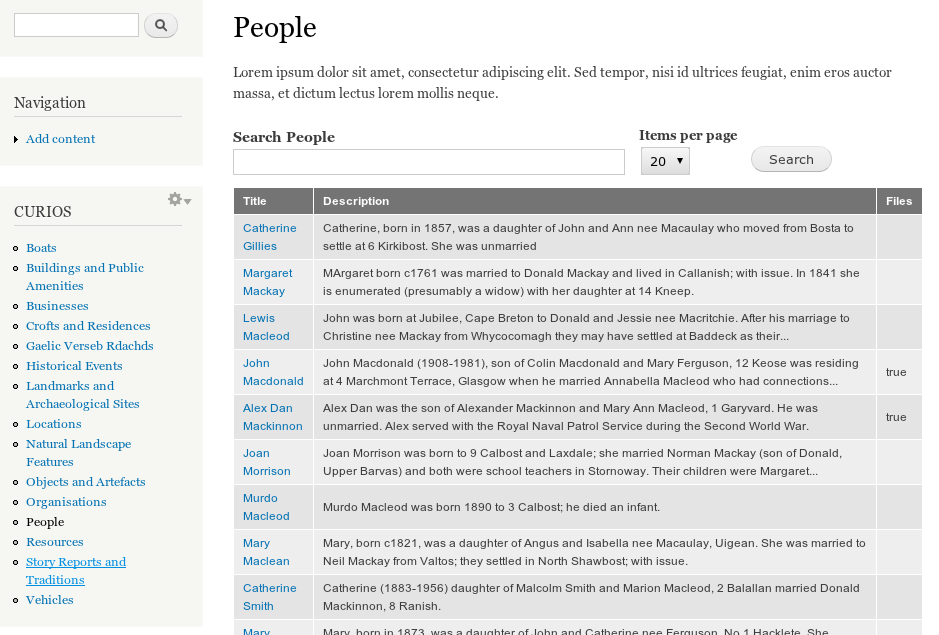 Navigation
Add content
CURIOS
Boats
Buildings and Public
Amenities
Businesses
Crofts and Residences
Gaelic Verseb Rdachds
Historical Events
Landmarks and
Archaeological Sites
Locations
Natural Landscape
Features
Objects and Artefacts
Organisations
People
Resources
Story Reports and
Traditions
Vehicles
People
Lorem ipsum dolor sit amet, consectetur adipiscing elit. Sed tempor, nisi id ultrices feugiat, enim eros auctor
massa, et dictum lectus lorem mollis neque.
Search People
Items per page
20
Search
Title Description Files
Catherine
Gillies
Catherine, born in 1857, was a daughter of John and Ann nee Macaulay who moved from Bosta to
settle at 6 Kirkibost. She was unmarried
Margaret
Mackay
MArgaret born c1761 was married to Donald Mackay and lived in Callanish; with issue. In 1841 she
is enumerated (presumably a widow) with her daughter at 14 Kneep.
Lewis
Macleod
John was born at Jubilee, Cape Breton to Donald and Jessie nee Macritchie. After his marriage to
Christine nee Mackay from Whycocomagh they may have settled at Baddeck as their...
John
Macdonald
John Macdonald (1908-1981), son of Colin Macdonald and Mary Ferguson, 12 Keose was residing
at 4 Marchmont Terrace, Glasgow when he married Annabella Macleod who had connections...
true
Alex Dan
Mackinnon
Alex Dan was the son of Alexander Mackinnon and Mary Ann Macleod, 1 Garyvard. He was
unmarried. Alex served with the Royal Naval Patrol Service during the Second World War.
true
Joan
Morrison
Joan Morrison was born to 9 Calbost and Laxdale; she married Norman Mackay (son of Donald,
Upper Barvas) and both were school teachers in Stornoway. Their children were Margaret...
Murdo
Macleod
Murdo Macleod was born 1890 to 3 Calbost; he died an infant.
Mary
Maclean
Mary, born c1821, was a daughter of Angus and Isabella nee Macaulay, Uigean. She was married to
Neil Mackay from Valtos; they settled in North Shawbost; with issue.
Catherine
Smith
Catherine (1883-1956) daughter of Malcolm Smith and Marion Macleod, 2 Balallan married Donald
Mackinnon, 8 Ranish.
Mary
Mary, born in 1873, was a daughter of John and Catherine nee Ferguson, No 1 Hacklete. She